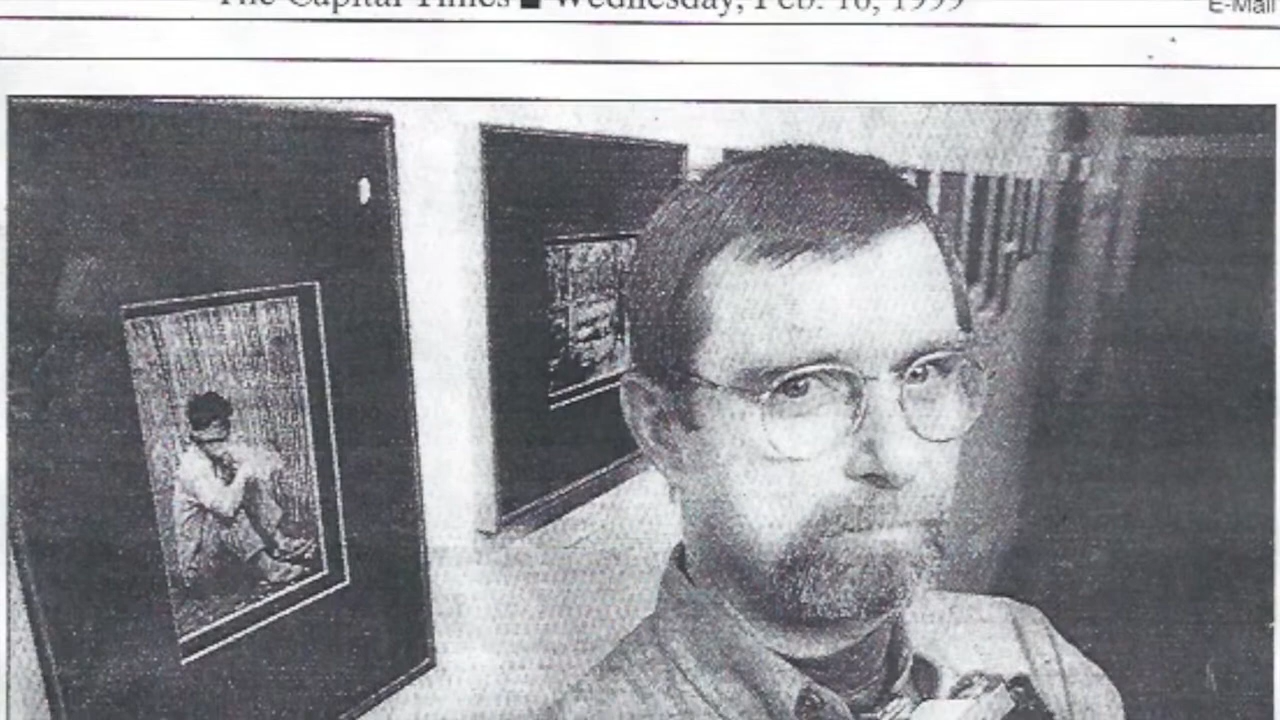 The Capital Times ■ Wednesday, Feb. 10, 1999
E-Mail